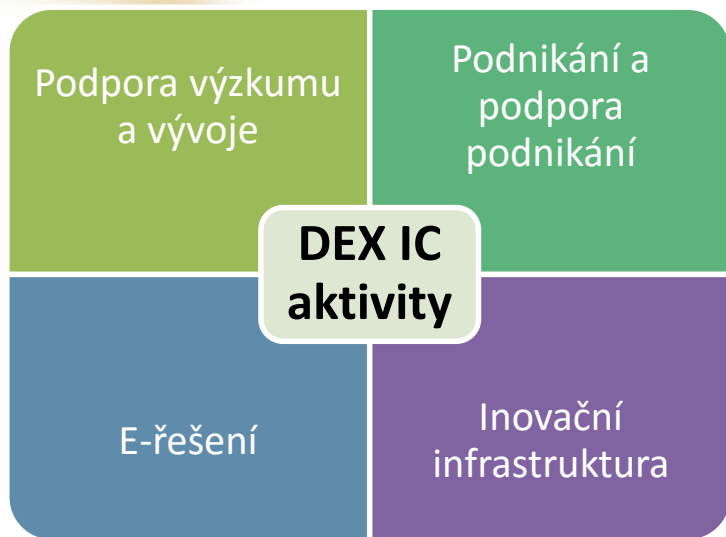 Podpora výzkumu
a vývoje
Podnikání a
podpora
podnikání
DEX IC
aktivity
E-řešení
Inovační
infrastruktura